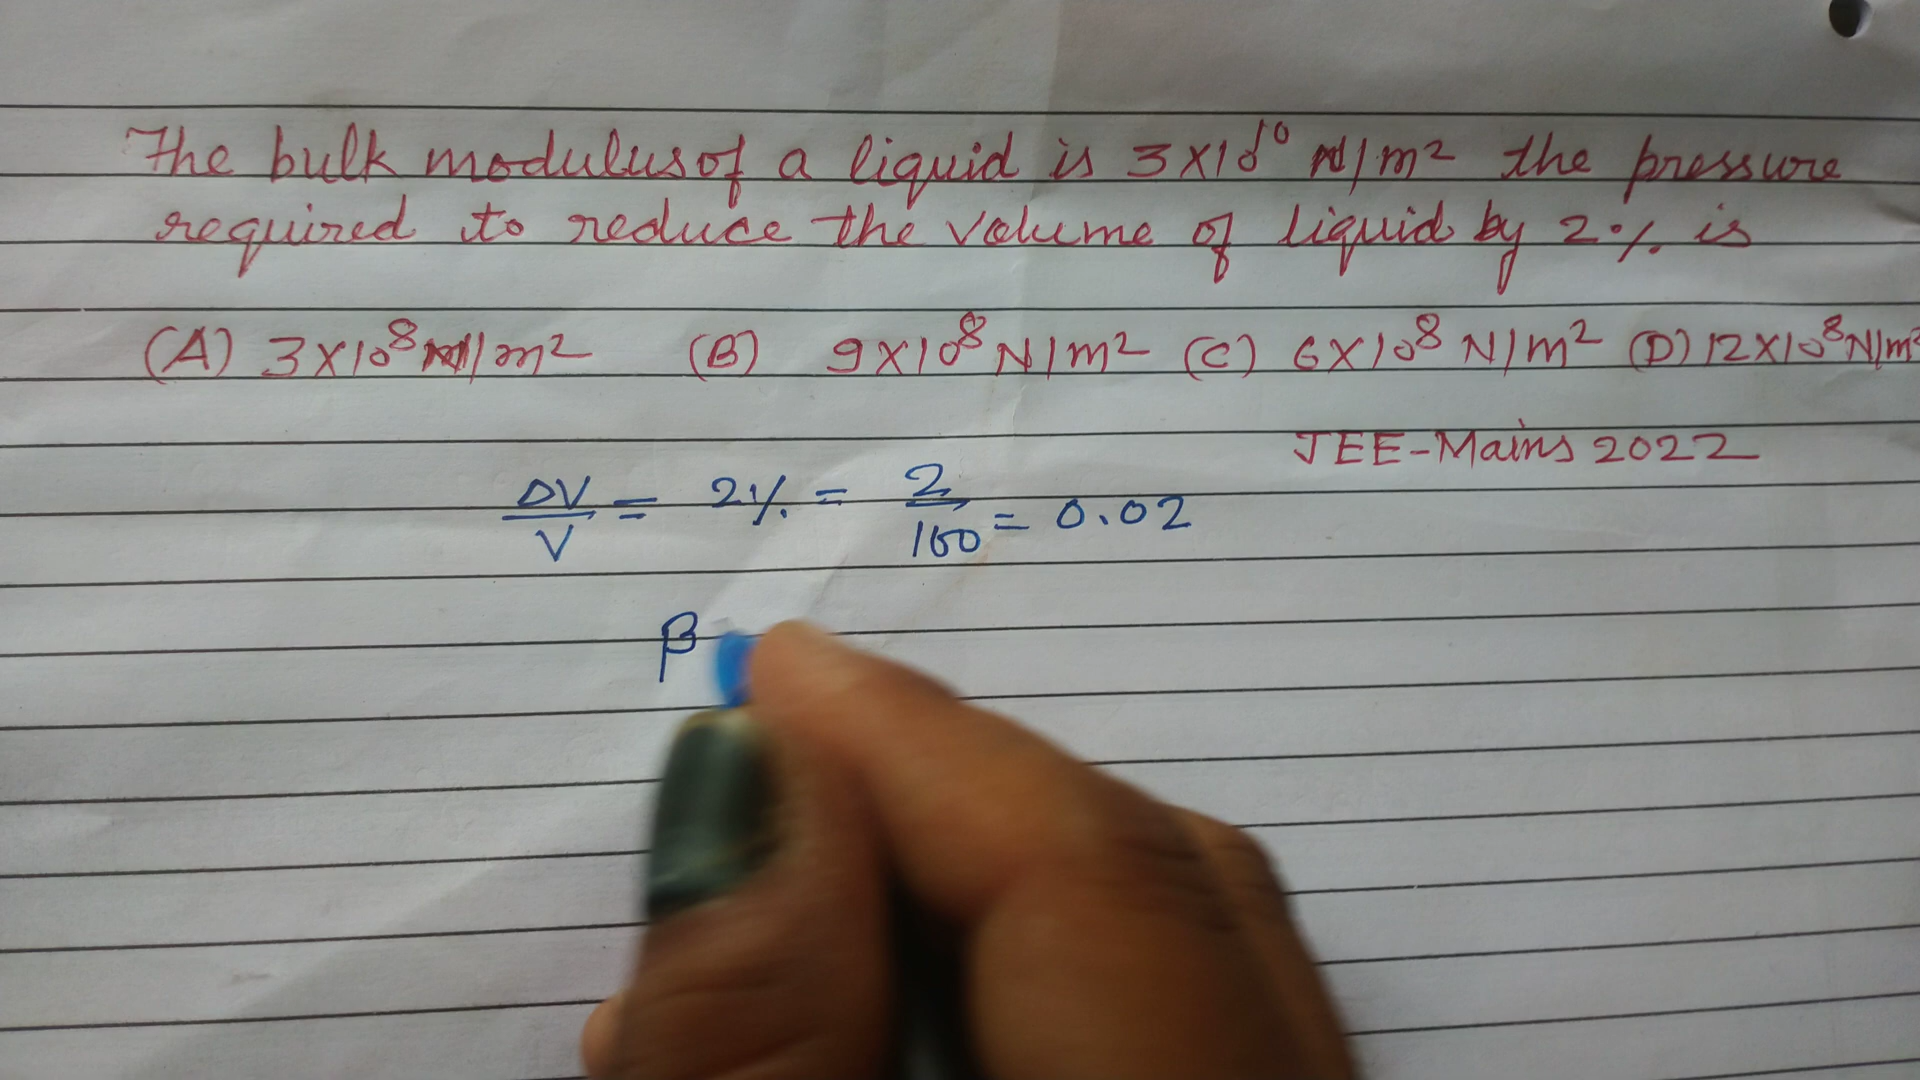 The bulk modulus of a liquid is 3×10¹⁰ N/m² the pressure
required to reduce the volume of liquid by 2% is
(A) 3×10⁸ N/m² (B) 9×10⁸ N/m² (C) 6×10⁸ N/m² (D) 12×10⁸ N/m²
JEE-Mains 2022
ΔV/V = 2% = 2/100 = 0.02
β